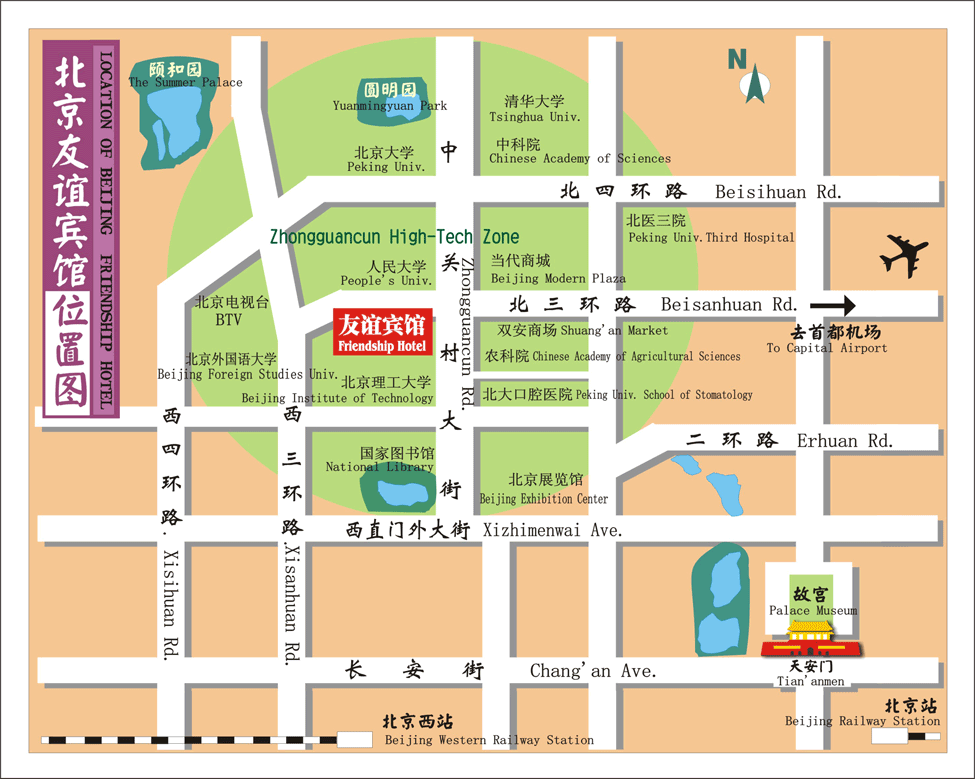 北京友谊宾馆位置图
LOCATION OF BEIJING FRIENDSHIP HOTEL
颐和园
The Summer Palace
圆明园
Yuanmingyuan Park
清华大学
Tsinghua Univ.
N
北京大学
Peking Univ.
中科院
Chinese Academy of Sciences
北四环路 Beisihuan Rd.
Zhongguancun High-Tech Zone
北医三院
Peking Univ. Third Hospital
人民大学
People's Univ.
当代商城
Beijing Modern Plaza
中关村大街
Zhongguancun Rd.
北京电视台
BTV
北三环路 Beisanhuan Rd.
去首都机场
To Capital Airport
友谊宾馆
Friendship Hotel
双安商场 Shuang'an Market
农科院 Chinese Academy of Agricultural Sciences
北京外国语大学
Beijing Foreign Studies Univ.
北京理工大学
Beijing Institute of Technology
北大口腔医院 Peking Univ. School of Stomatology
西四环路. Xisihuan Rd.
西三环路. Xisanhuan Rd.
二环路 Erhuan Rd.
国家图书馆
National Library
北京展览馆
Beijing Exhibition Center
西直门外大街 Xizhimenwai Ave.
故宫
Palace Museum
天安门
Tian'anmen
长安街 Chang'an Ave.
北京西站
Beijing Western Railway Station
北京站
Beijing Railway Station